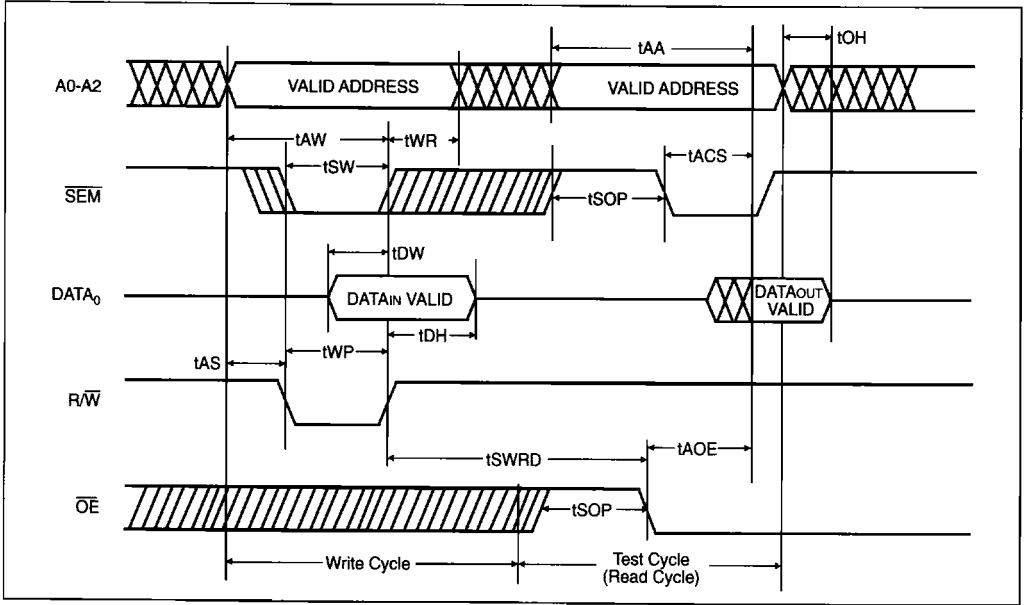 tAA
tOH
A0-A2
VALID ADDRESS
VALID ADDRESS
tAW
tWR
tACS
tSW
SEM
tSOP
tDW
DATA₀
DATAIN VALID
DATAOUT
VALID
tDH
tWP
tAS
R/W
tSWRD
tAOE
OE
tSOP
Write Cycle
Test Cycle
(Read Cycle)